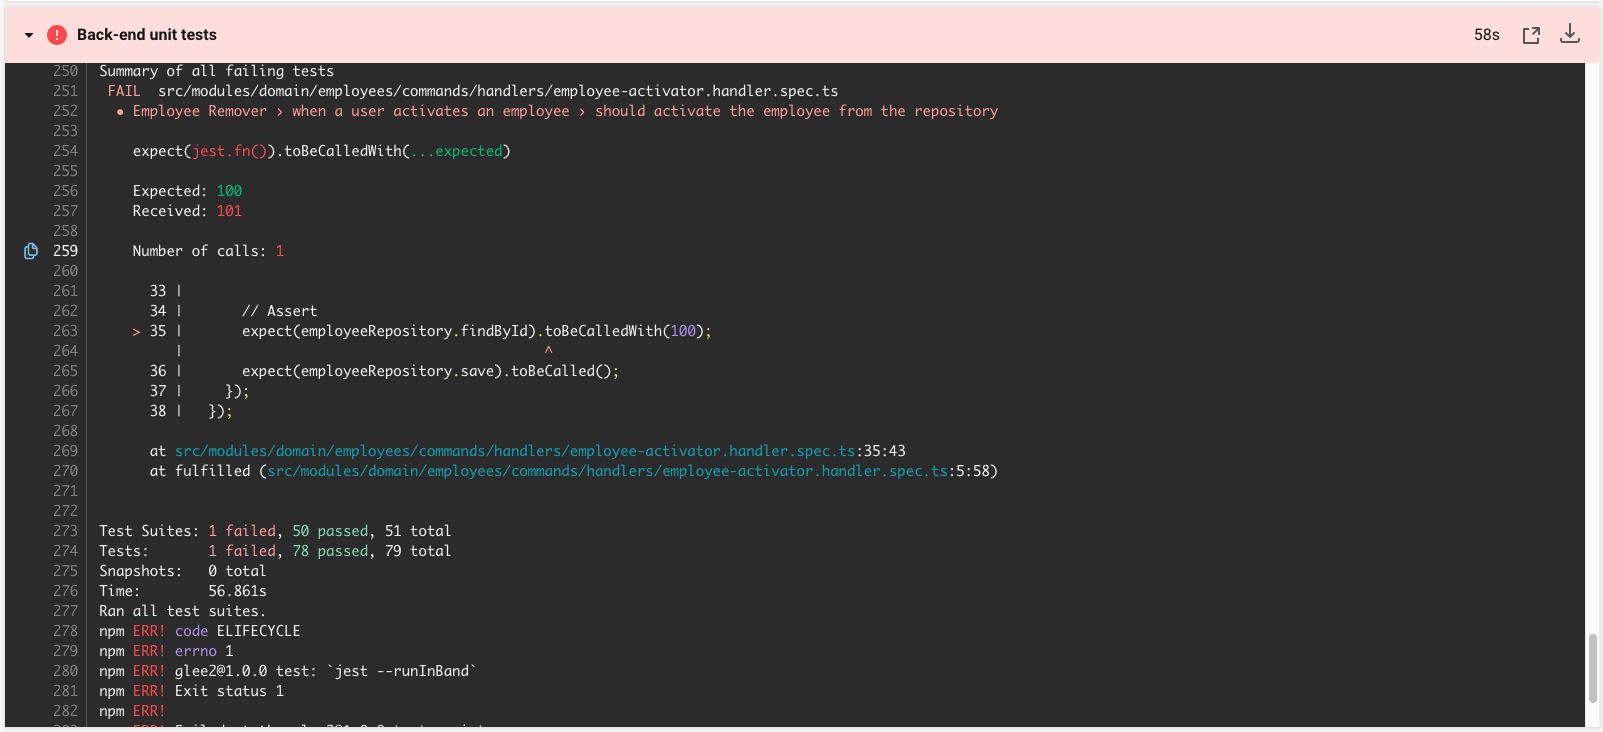 Back-end unit tests 58s
250 Summary of all failing tests
251 FAIL src/modules/domain/employees/commands/handlers/employee-activator.handler.spec.ts
252 • Employee Remover › when a user activates an employee › should activate the employee from the repository
253
254 expect(jest.fn()).toBeCalledWith(...expected)
255
256 Expected: 100
257 Received: 101
258
259 Number of calls: 1
260
261 33 |
262 34 | // Assert
263 > 35 | expect(employeeRepository.findById).toBeCalledWith(100);
264 | ^
265 36 | expect(employeeRepository.save).toBeCalled();
266 37 | });
267 38 | });
268
269 at src/modules/domain/employees/commands/handlers/employee-activator.handler.spec.ts:35:43
270 at fulfilled (src/modules/domain/employees/commands/handlers/employee-activator.handler.spec.ts:5:58)
271
272
273 Test Suites: 1 failed, 50 passed, 51 total
274 Tests: 1 failed, 78 passed, 79 total
275 Snapshots: 0 total
276 Time: 56.861s
277 Ran all test suites.
278 npm ERR! code ELIFECYCLE
279 npm ERR! errno 1
280 npm ERR! glee2@1.0.0 test: `jest --runInBand`
281 npm ERR! Exit status 1
282 npm ERR!